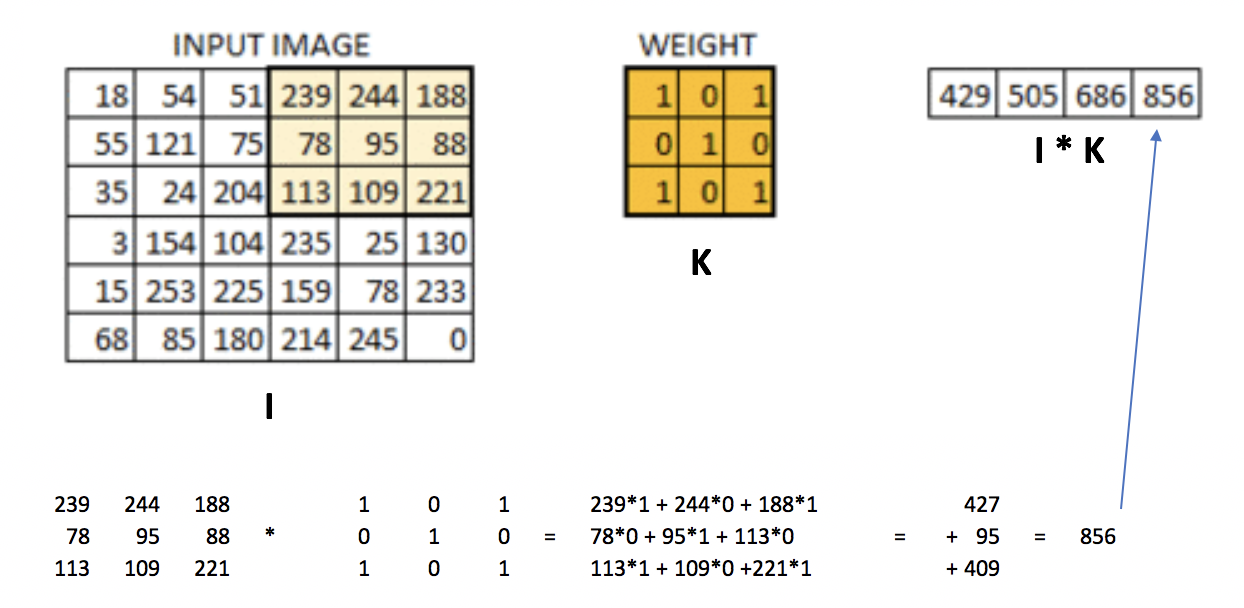 INPUT IMAGE WEIGHT
18 54 51 239 244 188 1 0 1 429 505 686 856
55 121 75 78 95 88 0 1 0 I * K
35 24 204 113 109 221 1 0 1
3 154 104 235 25 130 K
15 253 225 159 78 233
68 85 180 214 245 0
I
239 244 188 1 0 1 239*1 + 244*0 + 188*1 427
78 95 88 * 0 1 0 = 78*0 + 95*1 + 113*0 = + 95 = 856
113 109 221 1 0 1 113*1 + 109*0 +221*1 + 409